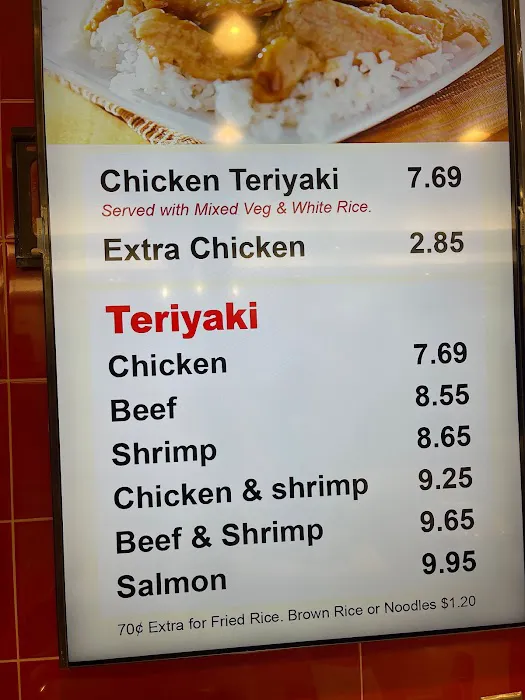 Chicken Teriyaki 7.69
Served with Mixed Veg & White Rice.
Extra Chicken 2.85
Teriyaki
Chicken 7.69
Beef 8.55
Shrimp 8.65
Chicken & shrimp 9.25
Beef & Shrimp 9.65
Salmon 9.95
70¢ Extra for Fried Rice. Brown Rice or Noodles $1.20